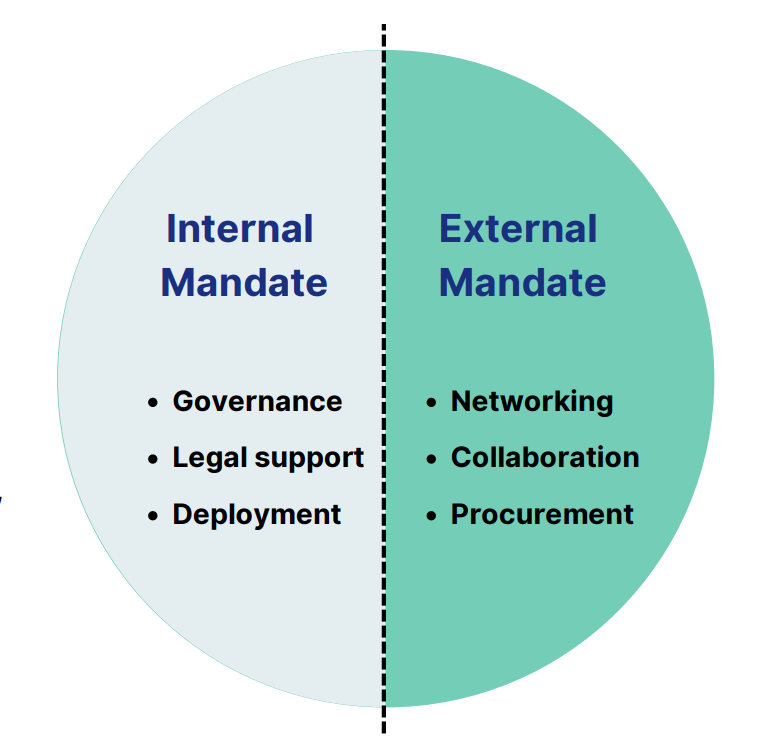 Internal
Mandate
• Governance
• Legal support
• Deployment
External
Mandate
• Networking
• Collaboration
• Procurement